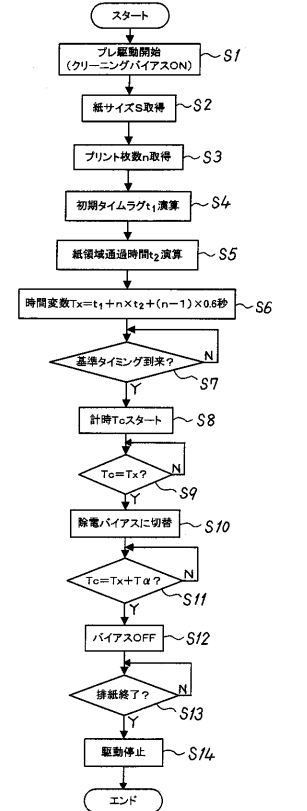 スタート
プレ駆動開始
(クリーニングバイアスON)
S1
紙サイズS取得
S2
プリント枚数n取得
S3
初期タイムラグt₁演算
S4
紙領域通過時間t₂演算
S5
時間変数Tx=t₁+n×t₂+(n−1)×0.6秒
S6
基準タイミング到来?
N
S7
Y
計時Tcスタート
S8
Tc=Tx?
N
S9
Y
除電バイアスに切替
S10
Tc=Tx+Tα?
N
S11
Y
バイアスOFF
S12
排紙終了?
N
S13
Y
駆動停止
S14
エンド